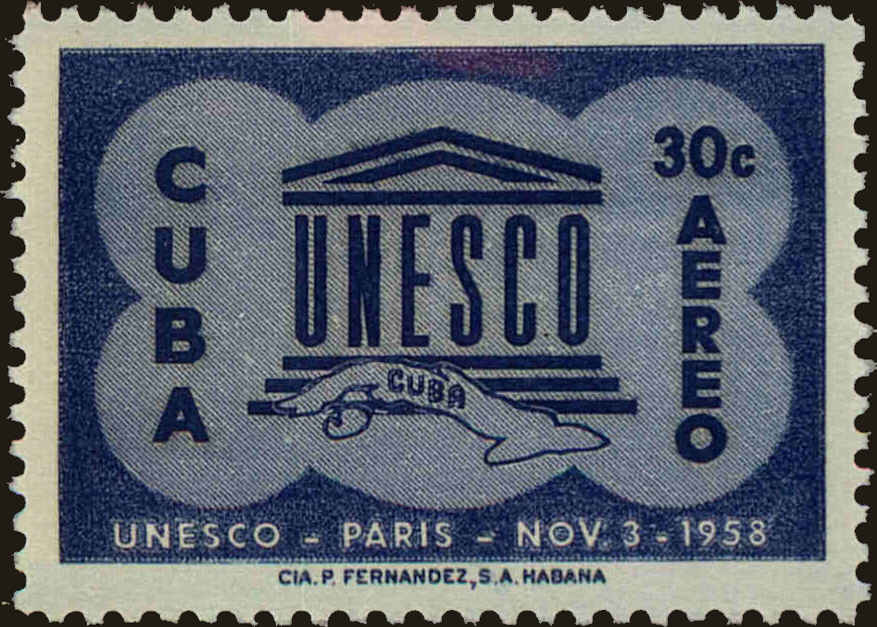 CUBA
30c
AEREO
UNESCO
CUBA
UNESCO - PARIS - NOV. 3 - 1958
CIA. P. FERNANDEZ, S.A. HABANA